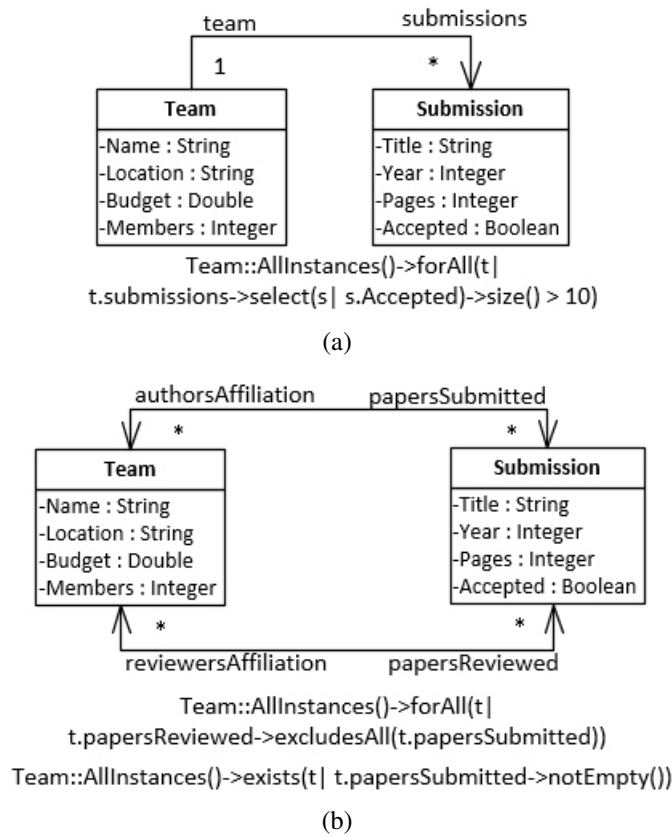 team submissions
1 *
Team Submission
-Name : String -Title : String
-Location : String -Year : Integer
-Budget : Double -Pages : Integer
-Members : Integer -Accepted : Boolean
Team::AllInstances()->forAll(t|
t.submissions->select(s| s.Accepted)->size() > 10)
(a)
authorsAffiliation papersSubmitted
* *
Team Submission
-Name : String -Title : String
-Location : String -Year : Integer
-Budget : Double -Pages : Integer
-Members : Integer -Accepted : Boolean
* *
reviewersAffiliation papersReviewed
Team::AllInstances()->forAll(t|
t.papersReviewed->excludesAll(t.papersSubmitted))
Team::AllInstances()->exists(t| t.papersSubmitted->notEmpty())
(b)